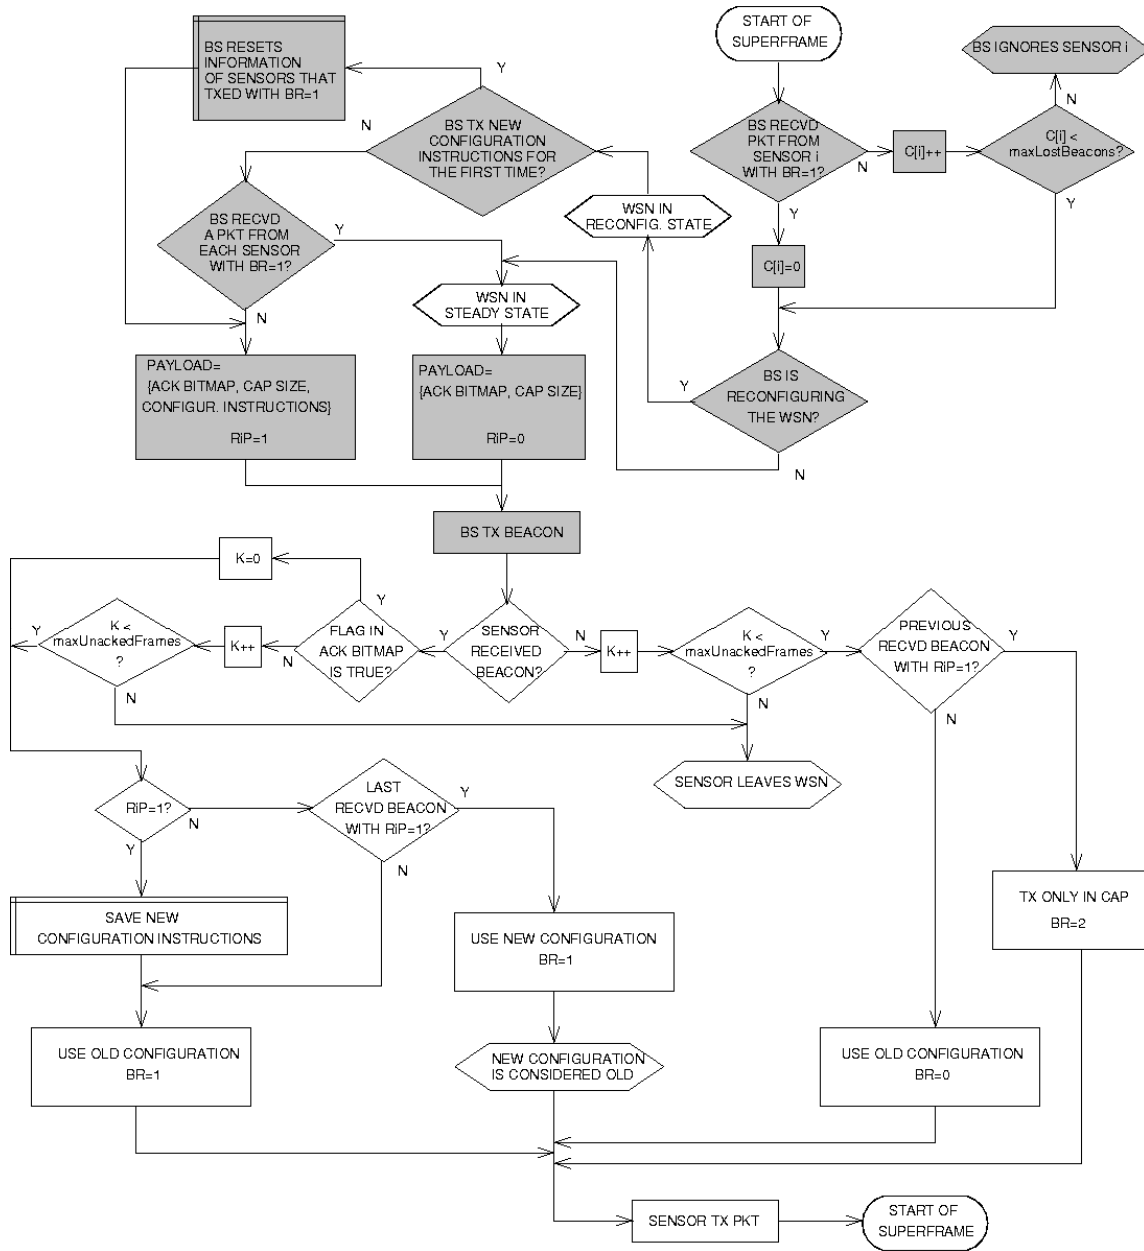 START OF
SUPERFRAME
BS IGNORES SENSOR i
BS RESETS
INFORMATION
OF SENSORS THAT
TXED WITH BR=1
Y
N
BS TX NEW
CONFIGURATION
INSTRUCTIONS FOR
THE FIRST TIME?
BS RECVD
PKT FROM
SENSOR i
WITH BR=1?
N
C[i]++
C[i] <
maxLostBeacons?
N
Y
Y
WSN IN
RECONFIG. STATE
BS RECVD
A PKT FROM
EACH SENSOR
WITH BR=1?
Y
N
C[i]=0
WSN IN
STEADY STATE
PAYLOAD=
{ACK BITMAP, CAP SIZE,
CONFIGUR. INSTRUCTIONS}
RiP=1
PAYLOAD=
{ACK BITMAP, CAP SIZE}
RiP=0
Y
BS IS
RECONFIGURING
THE WSN?
N
BS TX BEACON
K=0
Y
Y
K <
maxUnackedFrames
?
N
K++
N
FLAG IN
ACK BITMAP
IS TRUE?
Y
SENSOR
RECEIVED
BEACON?
N
K++
K <
maxUnackedFrames
?
Y
N
PREVIOUS
RECVD BEACON
WITH RiP=1?
Y
N
SENSOR LEAVES WSN
RiP=1?
N
Y
LAST
RECVD BEACON
WITH RiP=1?
Y
N
SAVE NEW
CONFIGURATION INSTRUCTIONS
USE NEW CONFIGURATION
BR=1
TX ONLY IN CAP
BR=2
USE OLD CONFIGURATION
BR=1
NEW CONFIGURATION
IS CONSIDERED OLD
USE OLD CONFIGURATION
BR=0
SENSOR TX PKT
START OF
SUPERFRAME